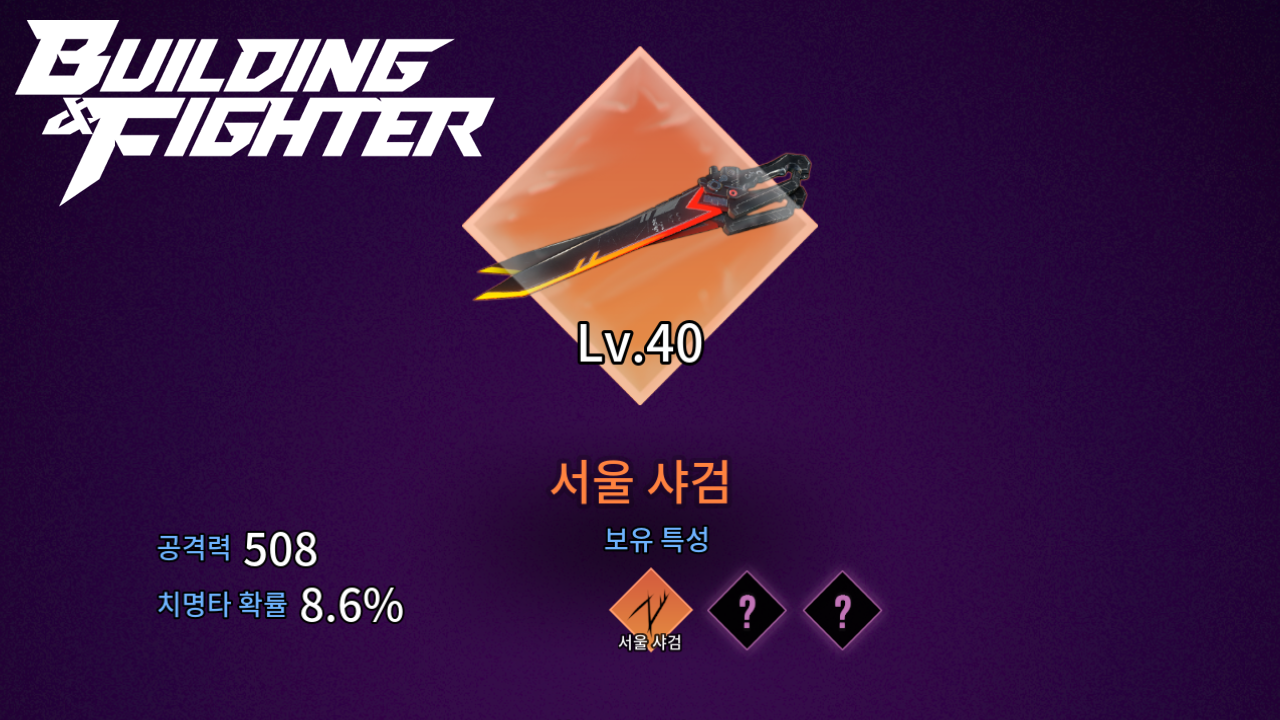 BUILDING
& FIGHTER
Lv.40
서울 샤검
보유 특성
공격력 508
치명타 확률 8.6%
서울 샤검
?
?